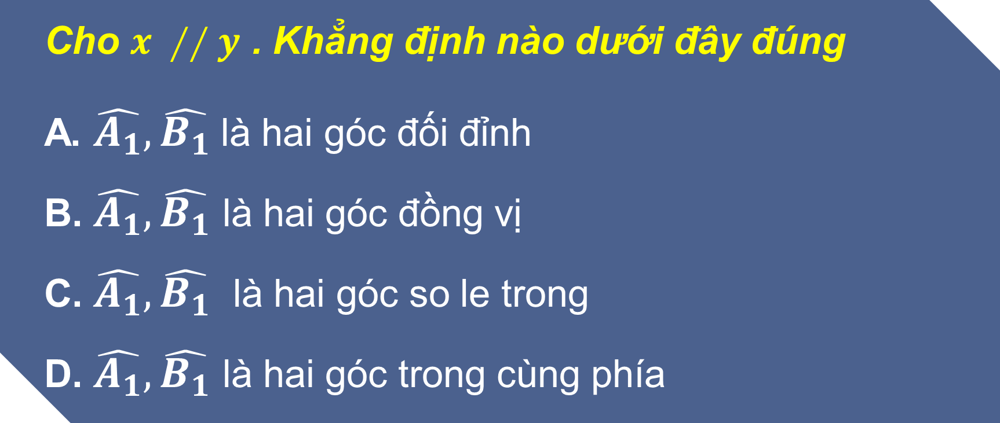 Cho x // y . Khẳng định nào dưới đây đúng
A. \widehat{A_1}, \widehat{B_1} là hai góc đối đỉnh
B. \widehat{A_1}, \widehat{B_1} là hai góc đồng vị
C. \widehat{A_1}, \widehat{B_1} là hai góc so le trong
D. \widehat{A_1}, \widehat{B_1} là hai góc trong cùng phía